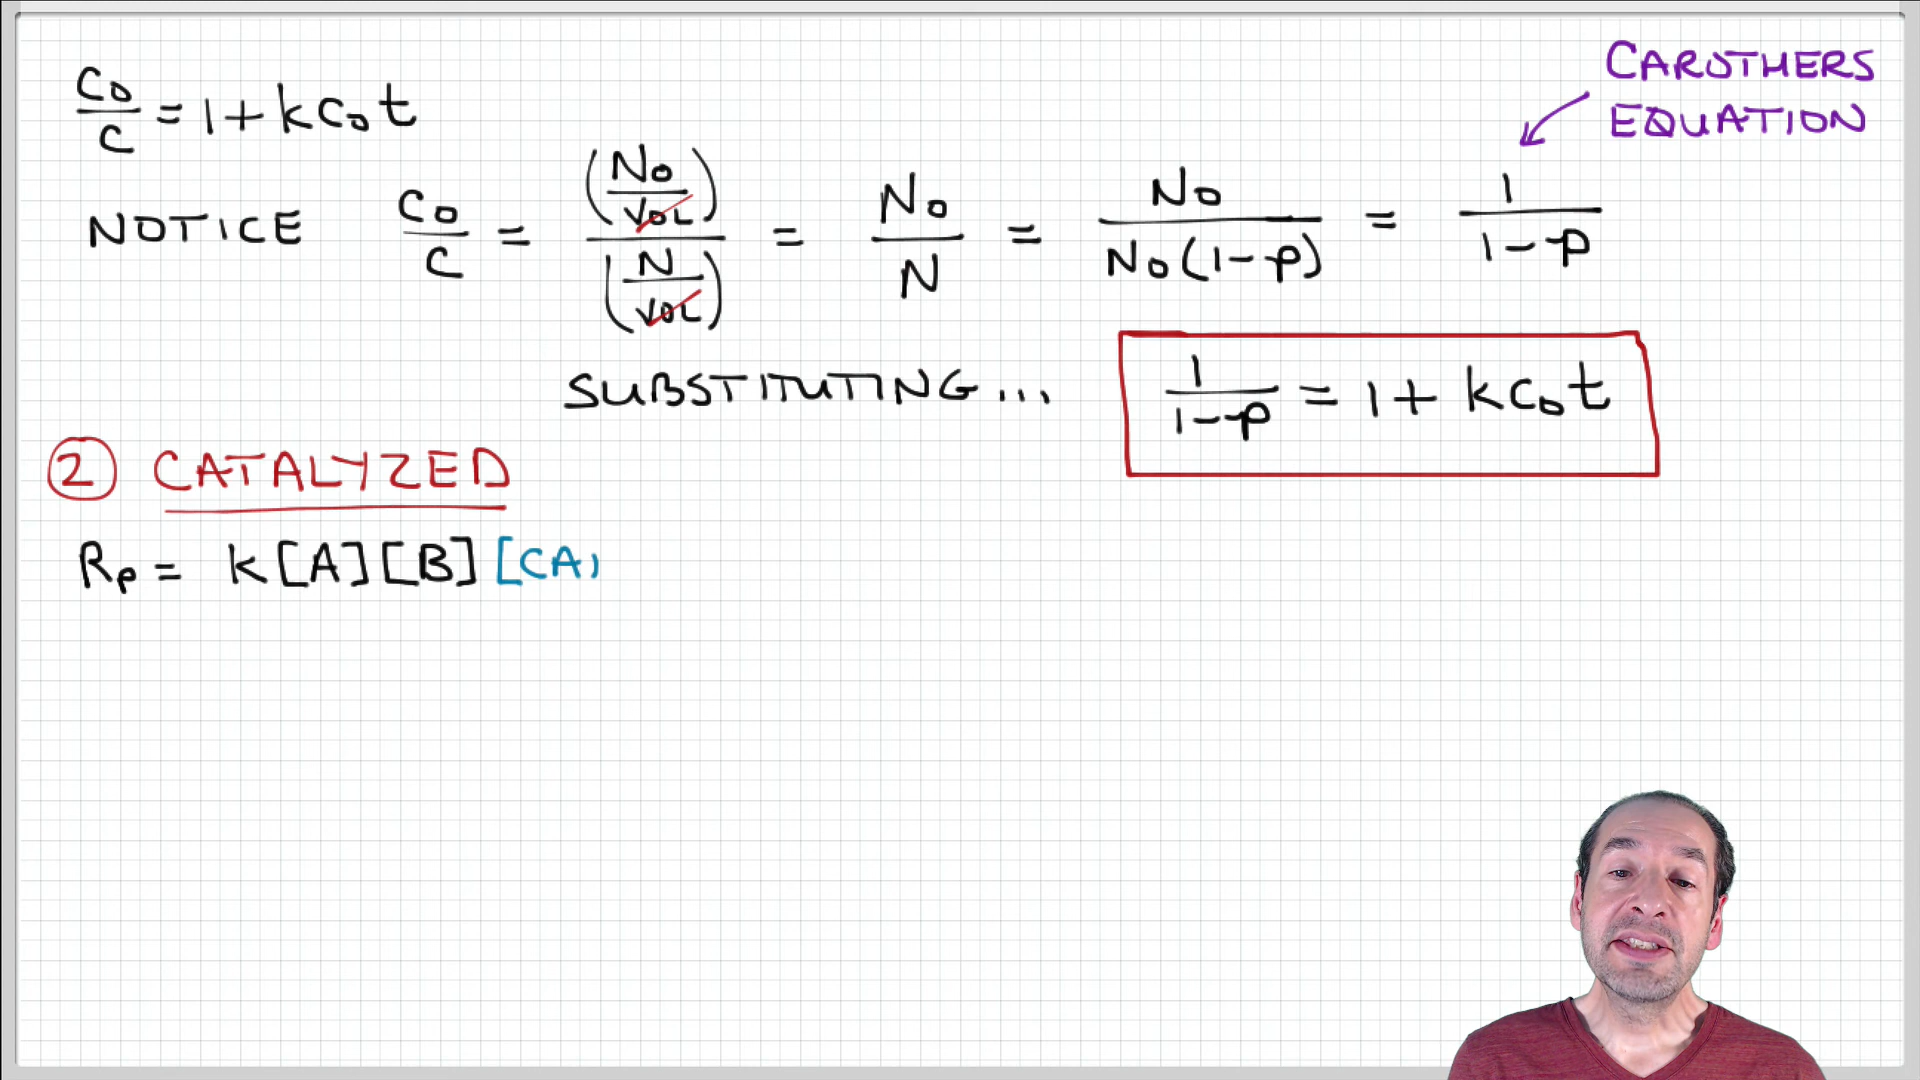 C₀/C = 1 + kC₀t
CAROTHERS EQUATION
NOTICE C₀/C = (N₀/VOL)/(N/VOL) = N₀/N = N₀/(N₀(1-p)) = 1/(1-p)
SUBSTITUTING... 1/(1-p) = 1 + kC₀t
② CATALYZED
Rₚ = k[A][B][CA